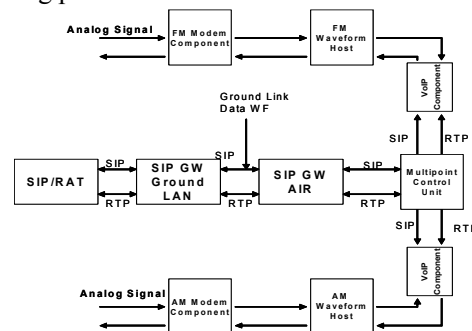 g p
Analog Signal
FM Modem
Component
FM
Waveform
Host
VoIP
Component
Ground Link
Data WF
SIP
RTP
SIP/RAT
SIP
RTP
SIP GW
Ground
LAN
SIP
RTP
SIP GW
AIR
SIP
RTP
Multipoint
Control
Unit
SIP
RTP
VoIP
Component
Analog Signal
AM Modem
Component
AM
Waveform
Host